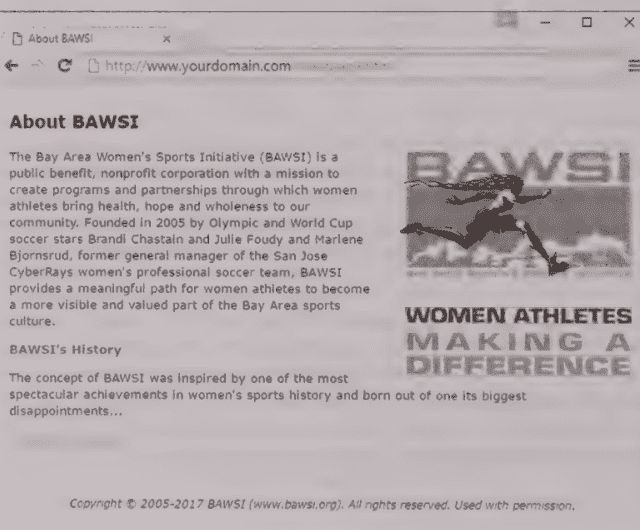 About BAWSI
http://www.yourdomain.com
About BAWSI
The Bay Area Women's Sports Initiative (BAWSI) is a
public benefit, nonprofit corporation with a mission to
create programs and partnerships through which women
athletes bring health, hope and wholeness to our
community. Founded in 2005 by Olympic and World Cup
soccer stars Brandi Chastain and Julie Foudy and Marlene
Bjornsrud, former general manager of the San Jose
CyberRays women's professional soccer team, BAWSI
provides a meaningful path for women athletes to become
a more visible and valued part of the Bay Area sports
culture.
BAWSI
WOMEN ATHLETES
MAKING A
DIFFERENCE
BAWSI's History
The concept of BAWSI was inspired by one of the most
spectacular achievements in women's sports history and born out of one its biggest
disappointments...
Copyright © 2005-2017 BAWSI (www.bawsi.org). All rights reserved. Used with permission.